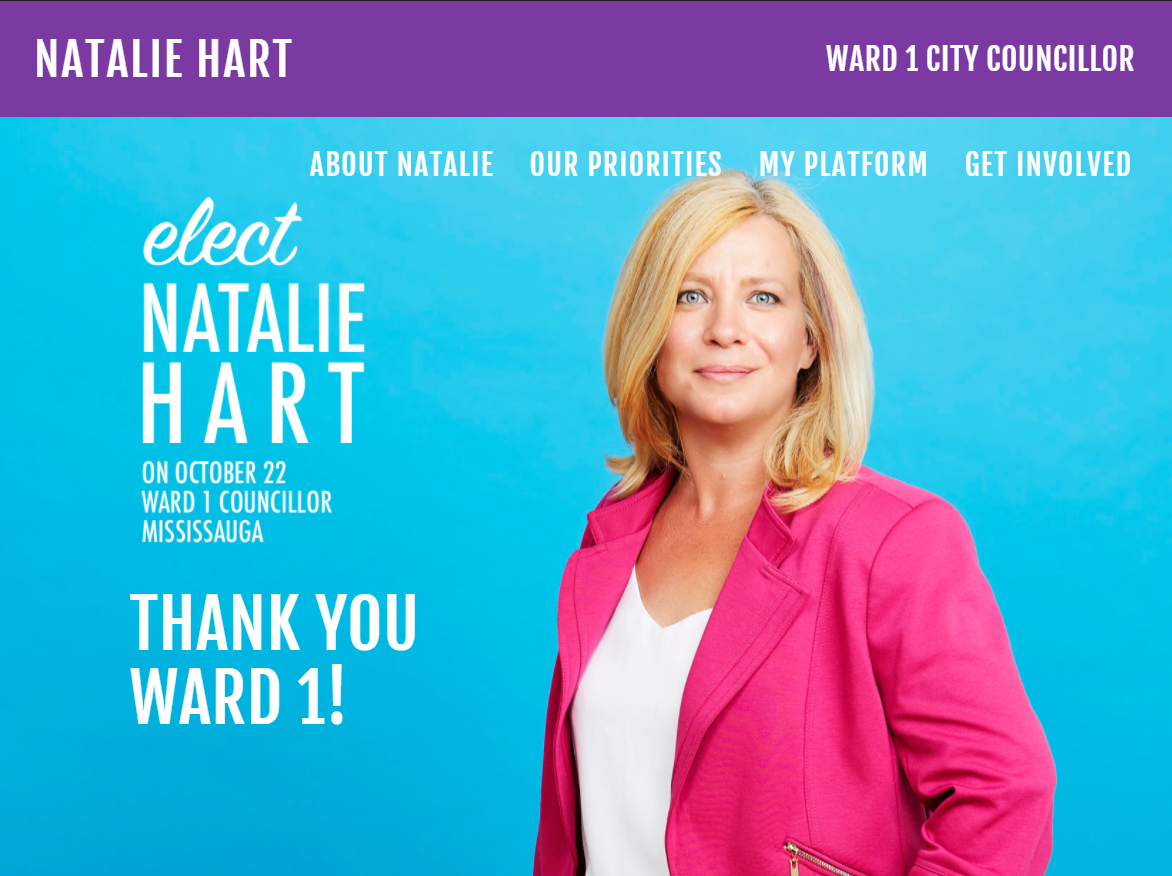 NATALIE HART
WARD 1 CITY COUNCILLOR
ABOUT NATALIE OUR PRIORITIES MY PLATFORM GET INVOLVED
elect
NATALIE
HART
ON OCTOBER 22
WARD 1 COUNCILLOR
MISSISSAUGA
THANK YOU
WARD 1!